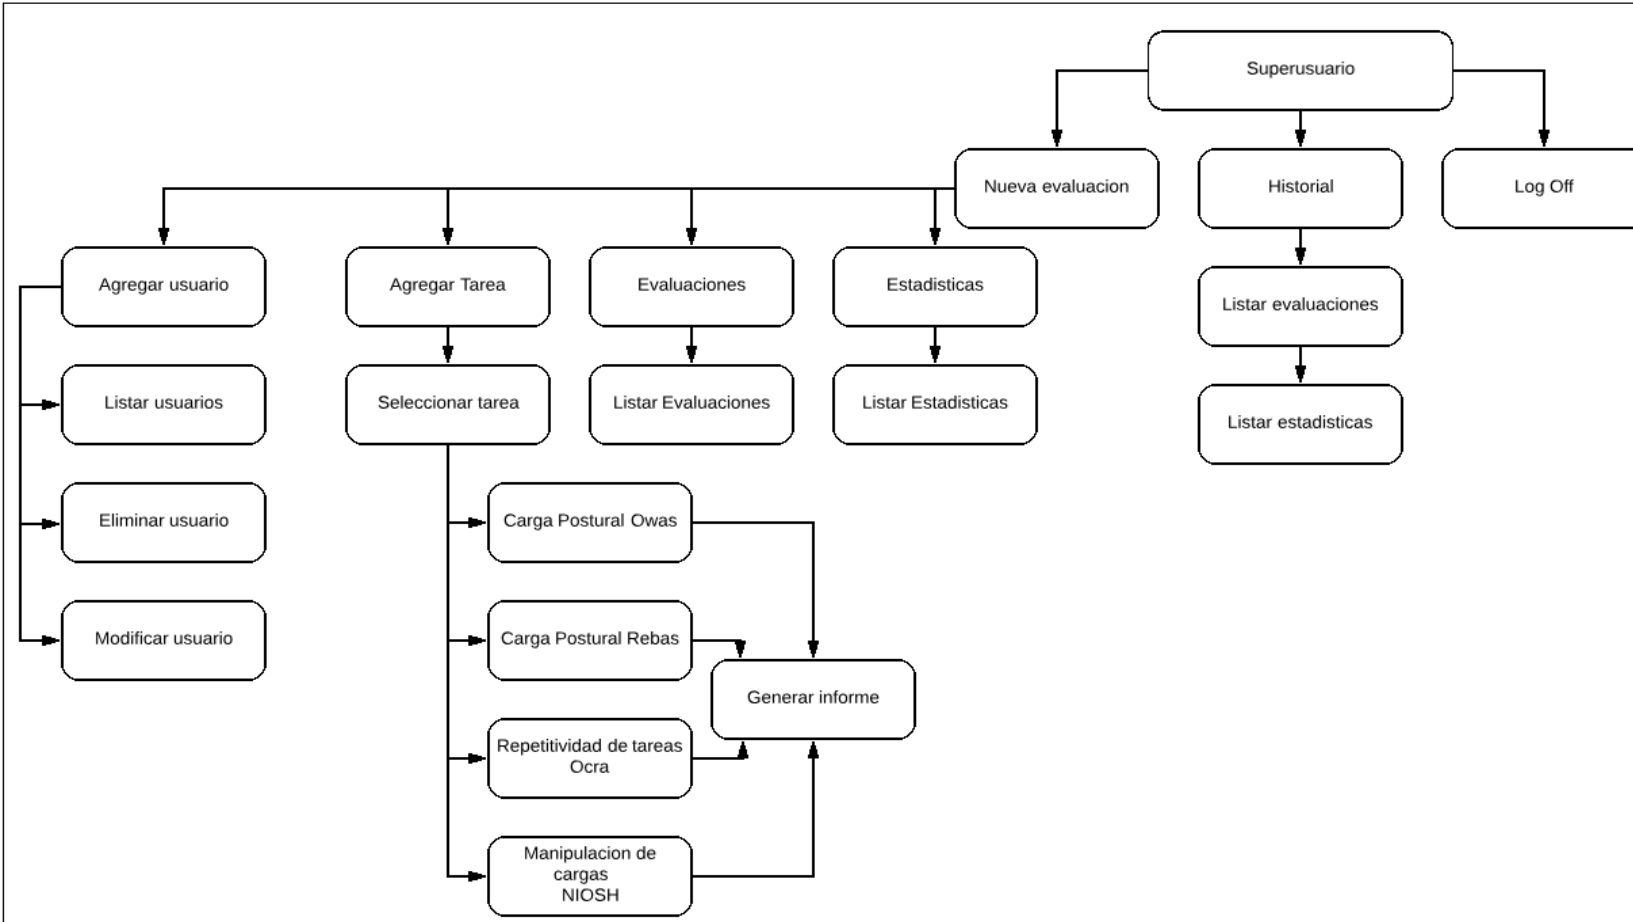 Superusuario
Nueva evaluacion
Historial
Log Off
Agregar usuario
Agregar Tarea
Evaluaciones
Estadisticas
Listar evaluaciones
Listar usuarios
Seleccionar tarea
Listar Evaluaciones
Listar Estadisticas
Listar estadisticas
Eliminar usuario
Carga Postural Owas
Modificar usuario
Carga Postural Rebas
Generar informe
Repetitividad de tareas
Ocra
Manipulacion de
cargas
NIOSH